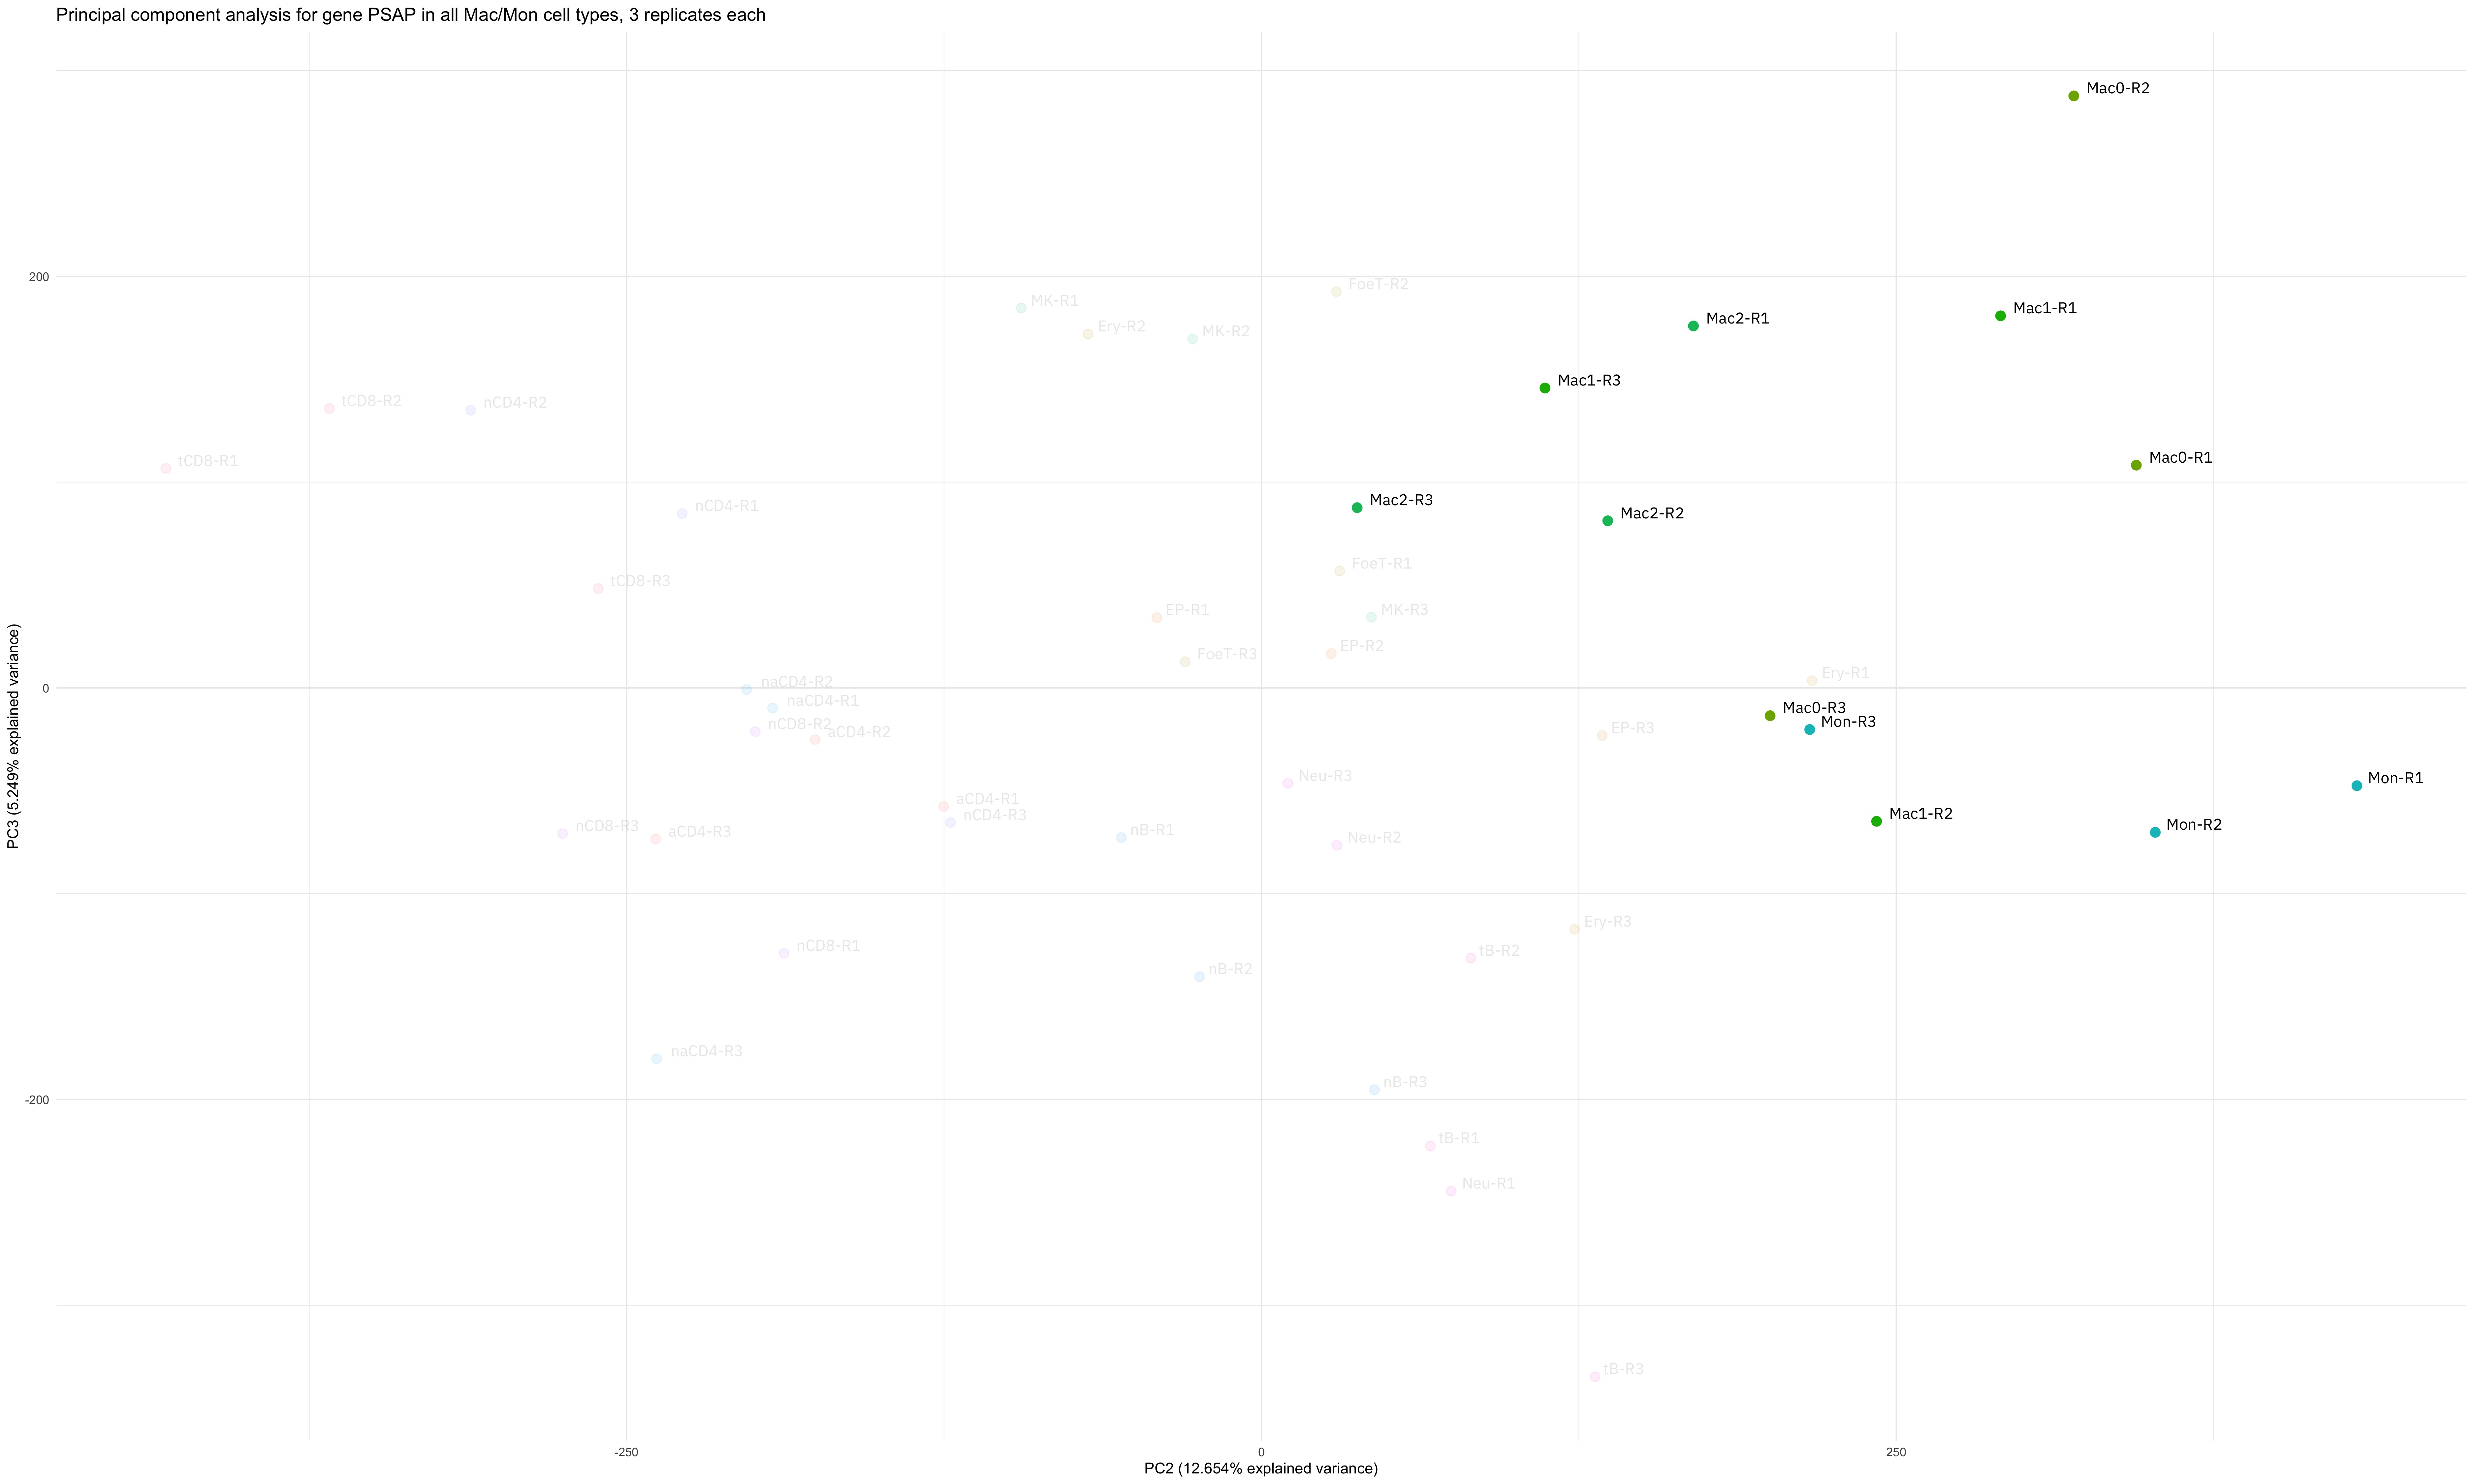 Principal component analysis for gene PSAP in all Mac/Mon cell types, 3 replicates each
Mac0-R2
200
FoeT-R2
MK-R1
Mac1-R1
Mac2-R1
Ery-R2
MK-R2
Mac1-R3
tCD8-R2
nCD4-R2
Mac0-R1
tCD8-R1
Mac2-R3
nCD4-R1
Mac2-R2
FoeT-R1
tCD8-R3
EP-R1
MK-R3
EP-R2
FoeT-R3
Ery-R1
naCD4-R2
0
naCD4-R1
Mac0-R3
Mon-R3
nCD8-R2
EP-R3
aCD4-R2
Neu-R3
Mon-R1
aCD4-R1
nCD4-R3
Mac1-R2
Mon-R2
nCD8-R3
aCD4-R3
nB-R1
Neu-R2
Ery-R3
nCD8-R1
tB-R2
nB-R2
naCD4-R3
nB-R3
-200
tB-R1
Neu-R1
tB-R3
-250
0
250
PC2 (12.654% explained variance)
PC3 (5.249% explained variance)